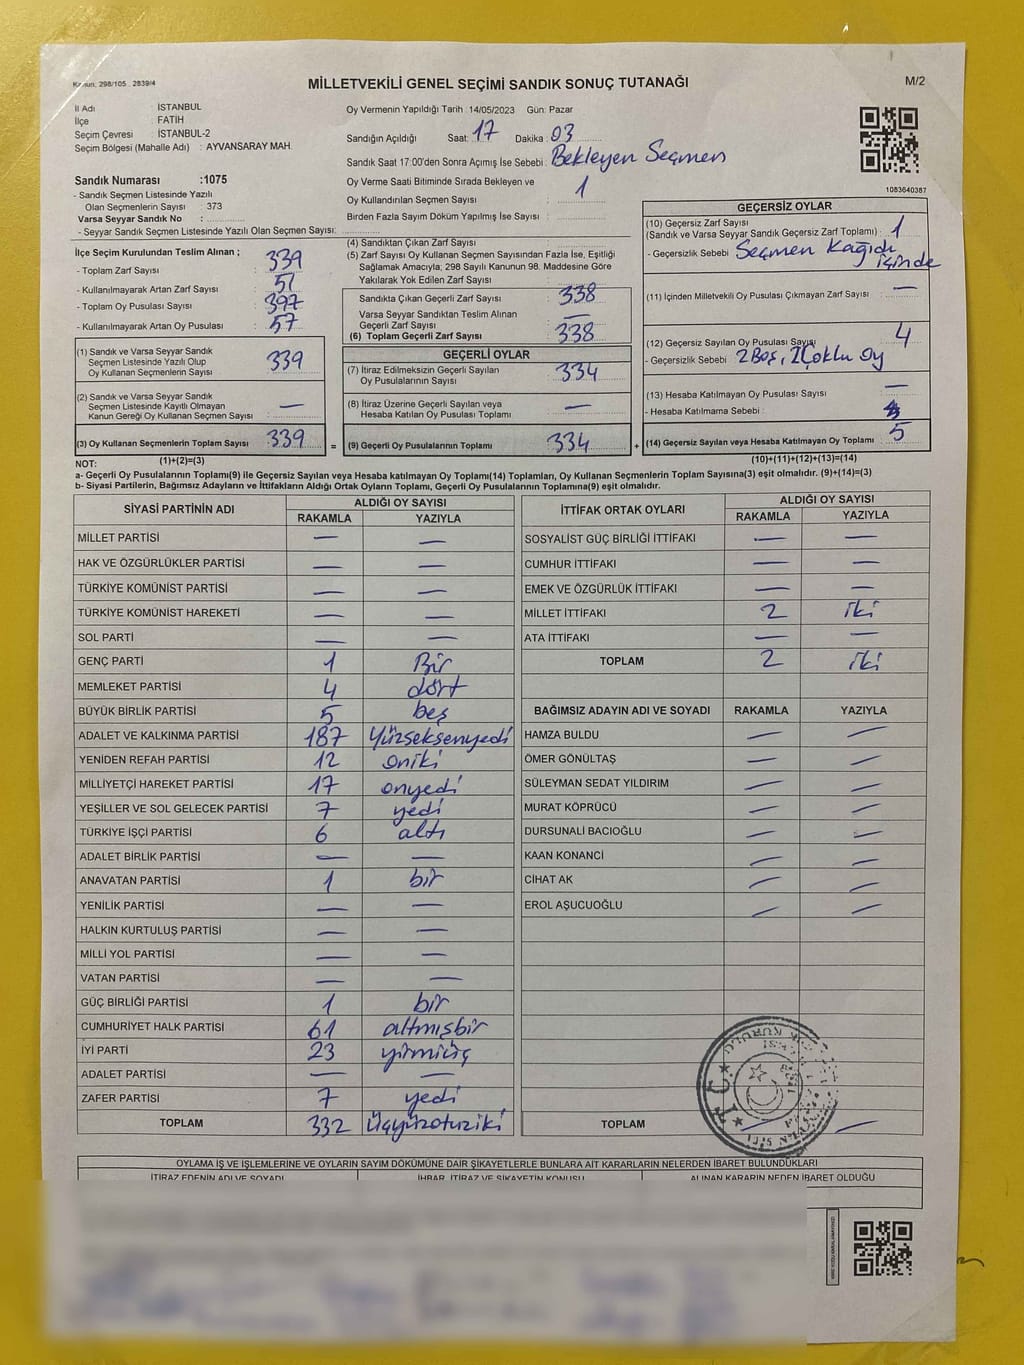 Kanun: 298/105 2839/4
MİLLETVEKİLİ GENEL SEÇİMİ SANDIK SONUÇ TUTANAĞI
M/2
İl Adı : İSTANBUL
İlçe : FATİH
Seçim Çevresi : İSTANBUL-2
Seçim Bölgesi (Mahalle Adı) : AYVANSARAY MAH.
Sandık Numarası :1075
- Sandık Seçmen Listesinde Yazılı
Olan Seçmenlerin Sayısı : 373
Varsa Seyyar Sandık No :
- Seyyar Sandık Seçmen Listesinde Yazılı Olan Seçmen Sayısı:
Oy Vermenin Yapıldığı Tarih : 14/05/2023 Gün: Pazar
Sandığın Açıldığı Saat: 17 Dakika : 03
Sandık Saat 17:00'den Sonra Açımış İse Sebebi : Bekleyen Seçmen
Oy Verme Saati Bitiminde Sırada Bekleyen ve
Oy Kullandırılan Seçmen Sayısı : 1
Birden Fazla Sayım Döküm Yapılmış İse Sayısı :
1083640387
İlçe Seçim Kurulundan Teslim Alınan ;
- Toplam Zarf Sayısı : 339
- Kullanılmayarak Artan Zarf Sayısı : 51
- Toplam Oy Pusulası Sayısı : 397
- Kullanılmayarak Artan Oy Pusulası : 57
(1) Sandık ve Varsa Seyyar Sandık
Seçmen Listesinde Yazılı Olup
Oy Kullanan Seçmenlerin Sayısı : 339
(2) Sandık ve Varsa Seyyar Sandık
Seçmen Listesinde Kayıtlı Olmayan
Kanun Gereği Oy Kullanan Seçmen Sayısı : —
(3) Oy Kullanan Seçmenlerin Toplam Sayısı : 339 =
(4) Sandıktan Çıkan Zarf Sayısı :
(5) Zarf Sayısı Oy Kullanan Seçmen Sayısından Fazla İse, Eşitliği
Sağlamak Amacıyla; 298 Sayılı Kanunun 98. Maddesine Göre
Yakılarak Yok Edilen Zarf Sayısı :
Sandıkta Çıkan Geçerli Zarf Sayısı : 338
Varsa Seyyar Sandıktan Teslim Alınan
Geçerli Zarf Sayısı : —
(6) Toplam Geçerli Zarf Sayısı : 338
GEÇERLİ OYLAR
(7) İtiraz Edilmeksizin Geçerli Sayılan
Oy Pusulalarının Sayısı : 334
(8) İtiraz Üzerine Geçerli Sayılan veya
Hesaba Katılan Oy Pusulası Toplamı : —
(9) Geçerli Oy Pusulalarının Toplamı : 334 +
GEÇERSİZ OYLAR
(10) Geçersiz Zarf Sayısı
(Sandık ve Varsa Seyyar Sandık Geçersiz Zarf Toplamı) : 1
- Geçersizlik Sebebi : Seçmen Kağıdı
içinde
(11) İçinden Milletvekili Oy Pusulası Çıkmayan Zarf Sayısı : —
(12) Geçersiz Sayılan Oy Pusulası Sayısı : 4
- Geçersizlik Sebebi : 2 Boş, 2 Çoklu Oy
(13) Hesaba Katılmayan Oy Pusulası Sayısı : —
- Hesaba Katılmama Sebebi :
(14) Geçersiz Sayılan veya Hesaba Katılmayan Oy Toplamı : 5
NOT: (1)+(2)=(3) (10)+(11)+(12)+(13)=(14)
a- Geçerli Oy Pusulalarının Toplamı(9) ile Geçersiz Sayılan veya Hesaba katılmayan Oy Toplamı(14) Toplamları, Oy Kullanan Seçmenlerin Toplam Sayısına(3) eşit olmalıdır. (9)+(14)=(3)
b- Siyasi Partilerin, Bağımsız Adayların ve İttifakların Aldığı Ortak Oyların Toplamı, Geçerli Oy Pusulalarının Toplamına(9) eşit olmalıdır.
SİYASİ PARTİNİN ADI ALDIĞI OY SAYISI
RAKAMLA YAZIYLA
MİLLET PARTİSİ — —
HAK VE ÖZGÜRLÜKLER PARTİSİ — —
TÜRKİYE KOMÜNİST PARTİSİ — —
TÜRKİYE KOMÜNİST HAREKETİ — —
SOL PARTİ — —
GENÇ PARTİ 1 Bir
MEMLEKET PARTİSİ 4 dört
BÜYÜK BİRLİK PARTİSİ 5 beş
ADALET VE KALKINMA PARTİSİ 187 Yüzseksenyedi
YENİDEN REFAH PARTİSİ 12 oniki
MİLLİYETÇİ HAREKET PARTİSİ 17 onyedi
YEŞİLLER VE SOL GELECEK PARTİSİ 7 yedi
TÜRKİYE İŞÇİ PARTİSİ 6 altı
ADALET BİRLİK PARTİSİ — —
ANAVATAN PARTİSİ 1 bir
YENİLİK PARTİSİ — —
HALKIN KURTULUŞ PARTİSİ — —
MİLLİ YOL PARTİSİ — —
VATAN PARTİSİ — —
GÜÇ BİRLİĞİ PARTİSİ 1 bir
CUMHURİYET HALK PARTİSİ 61 altmışbir
İYİ PARTİ 23 yirmiüç
ADALET PARTİSİ — —
ZAFER PARTİSİ 7 yedi
TOPLAM 332 Üçyüzotuziki
İTTİFAK ORTAK OYLARI ALDIĞI OY SAYISI
RAKAMLA YAZIYLA
SOSYALİST GÜÇ BİRLİĞİ İTTİFAKI — —
CUMHUR İTTİFAKI — —
EMEK VE ÖZGÜRLÜK İTTİFAKI — —
MİLLET İTTİFAKI 2 iki
ATA İTTİFAKI — —
TOPLAM 2 iki
BAĞIMSIZ ADAYIN ADI VE SOYADI RAKAMLA YAZIYLA
HAMZA BULDU — —
ÖMER GÖNÜLTAŞ — —
SÜLEYMAN SEDAT YILDIRIM — —
MURAT KÖPRÜCÜ — —
DURSUNALİ BACIOĞLU — —
KAAN KONANCİ — —
CİHAT AK — —
EROL AŞUCUOĞLU — —
TOPLAM — —
T.C.
OYLAMA İŞ VE İŞLEMLERİNE VE OYLARIN SAYIM DÖKÜMÜNE DAİR ŞİKAYETLERLE BUNLARA AİT KARARLARIN NELERDEN İBARET BULUNDUKLARI
İTİRAZ EDENİN ADI VE SOYADI İHBAR, İTİRAZ VE ŞİKAYETİN KONUSU ALINAN KARARIN NEDEN İBARET OLDUĞU